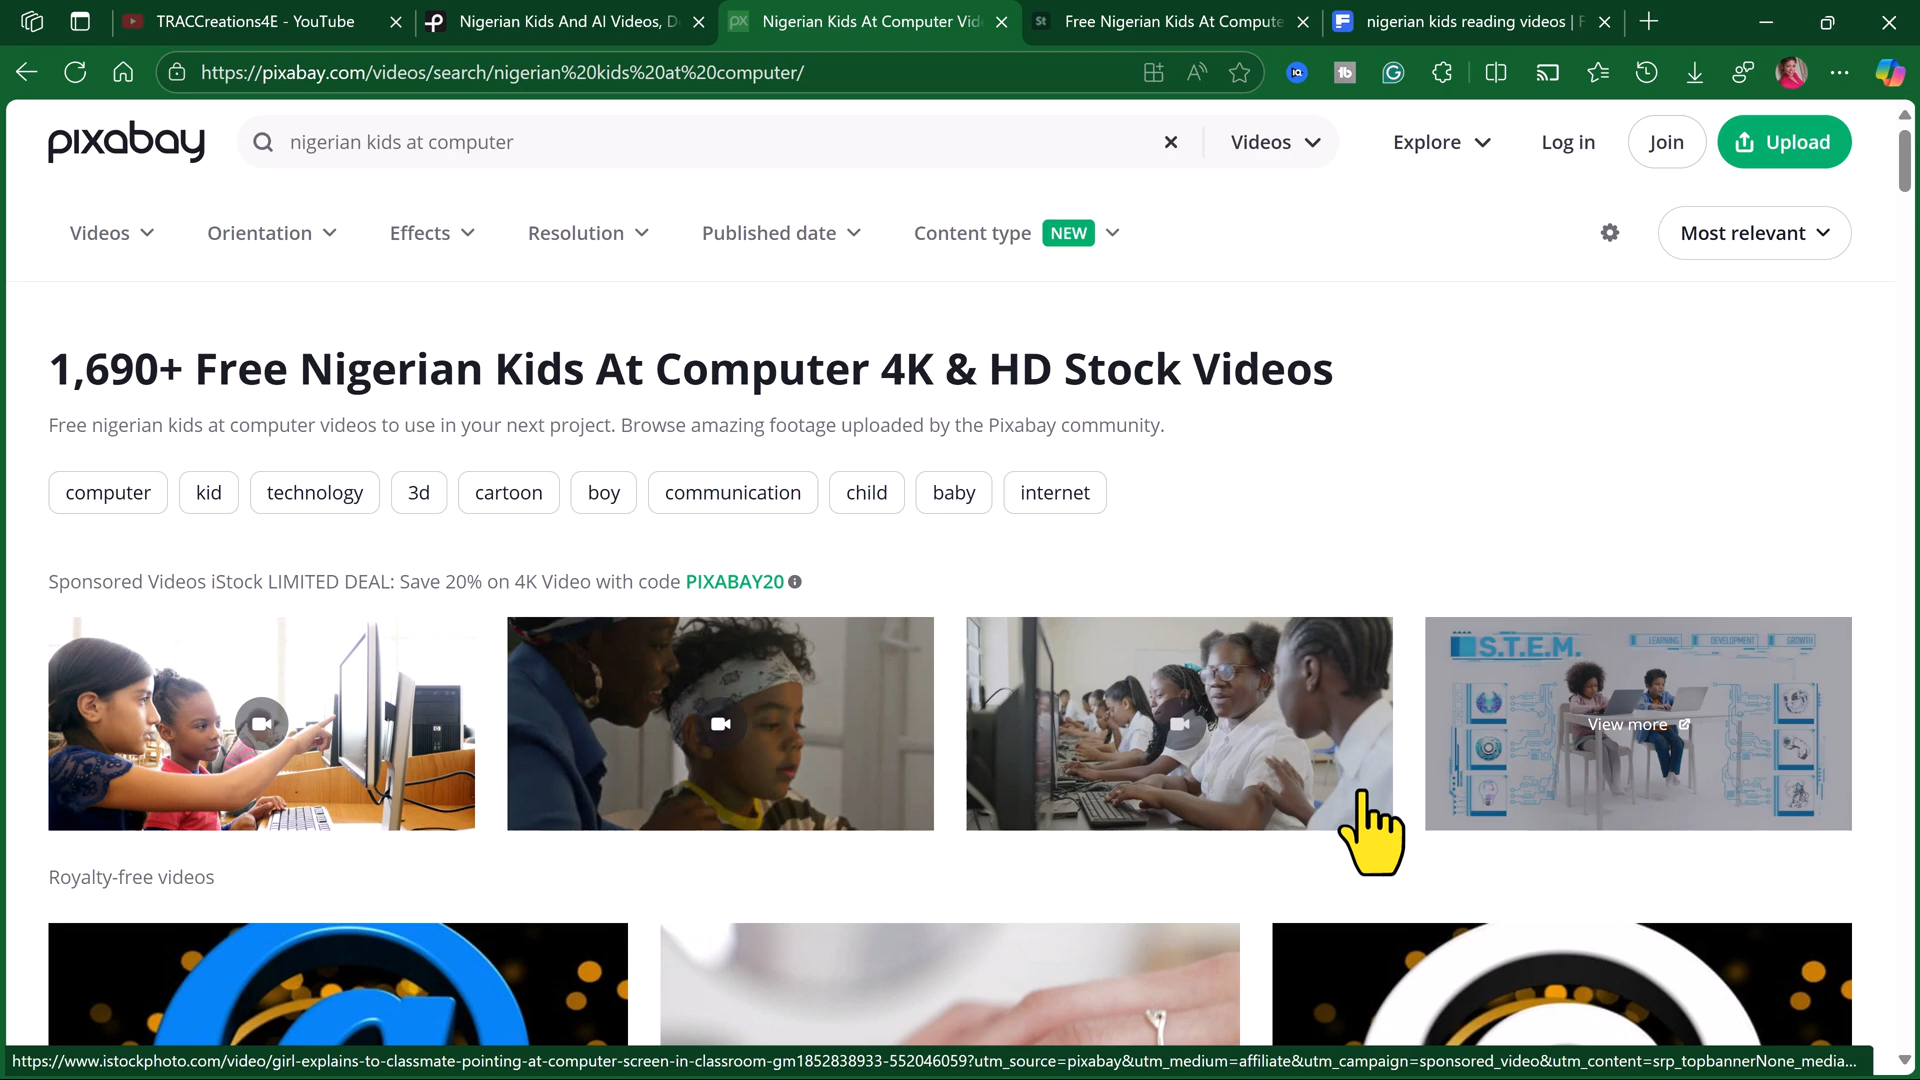 TRACCreations4E - YouTube
Nigerian Kids And AI Videos, D
Nigerian Kids At Computer Vid
Free Nigerian Kids At Compute
nigerian kids reading videos | F
https://pixabay.com/videos/search/nigerian%20kids%20at%20computer/
pixabay
nigerian kids at computer
Videos
Explore
Log in
Join
Upload
Videos
Orientation
Effects
Resolution
Published date
Content type NEW
Most relevant
1,690+ Free Nigerian Kids At Computer 4K & HD Stock Videos
Free nigerian kids at computer videos to use in your next project. Browse amazing footage uploaded by the Pixabay community.
computer
kid
technology
3d
cartoon
boy
communication
child
baby
internet
Sponsored Videos iStock LIMITED DEAL: Save 20% on 4K Video with code PIXABAY20
S.T.E.M.
LEARNING
DEVELOPMENT
GROWTH
View more
Royalty-free videos
https://www.istockphoto.com/video/girl-explains-to-classmate-pointing-at-computer-screen-in-classroom-gm1852838933-552046059?utm_source=pixabay&utm_medium=affiliate&utm_campaign=sponsored_video&utm_content=srp_topbannerNone_media...